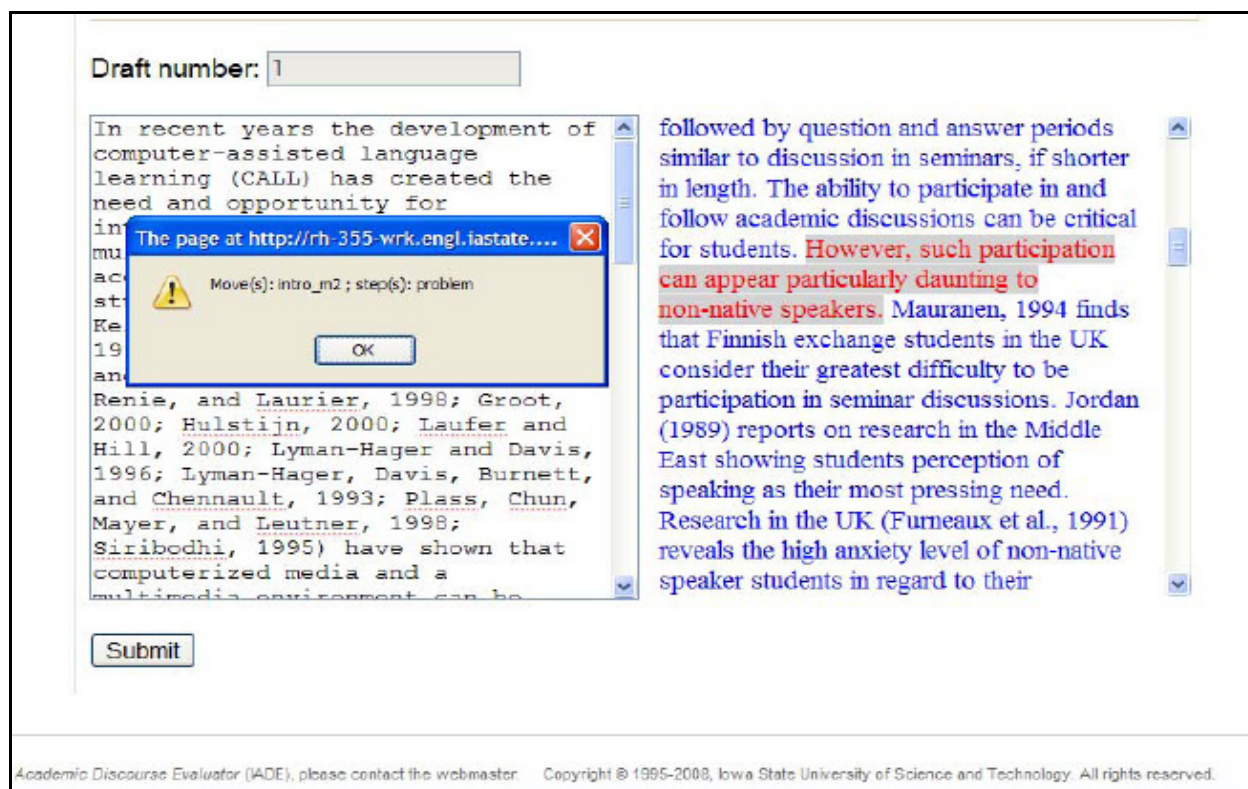 Draft number: 1
In recent years the development of
computer-assisted language
learning (CALL) has created the
need and opportunity for
in
mu
ac
st
Ke
19
an
Renie, and Laurier, 1998; Groot,
2000; Hulstijn, 2000; Laufer and
Hill, 2000; Lyman-Hager and Davis,
1996; Lyman-Hager, Davis, Burnett,
and Chennault, 1993; Plass, Chun,
Mayer, and Leutner, 1998;
Siribodhi, 1995) have shown that
computerized media and a
multimedia environment can be
The page at http://rh-355-wrk.engl.iastate....
Move(s): intro_m2 ; step(s): problem
OK
followed by question and answer periods
similar to discussion in seminars, if shorter
in length. The ability to participate in and
follow academic discussions can be critical
for students. However, such participation
can appear particularly daunting to
non-native speakers. Mauranen, 1994 finds
that Finnish exchange students in the UK
consider their greatest difficulty to be
participation in seminar discussions. Jordan
(1989) reports on research in the Middle
East showing students perception of
speaking as their most pressing need.
Research in the UK (Furneaux et al., 1991)
reveals the high anxiety level of non-native
speaker students in regard to their
Submit
Academic Discourse Evaluator (IADE), please contact the webmaster. Copyright © 1995-2008, Iowa State University of Science and Technology. All rights reserved.